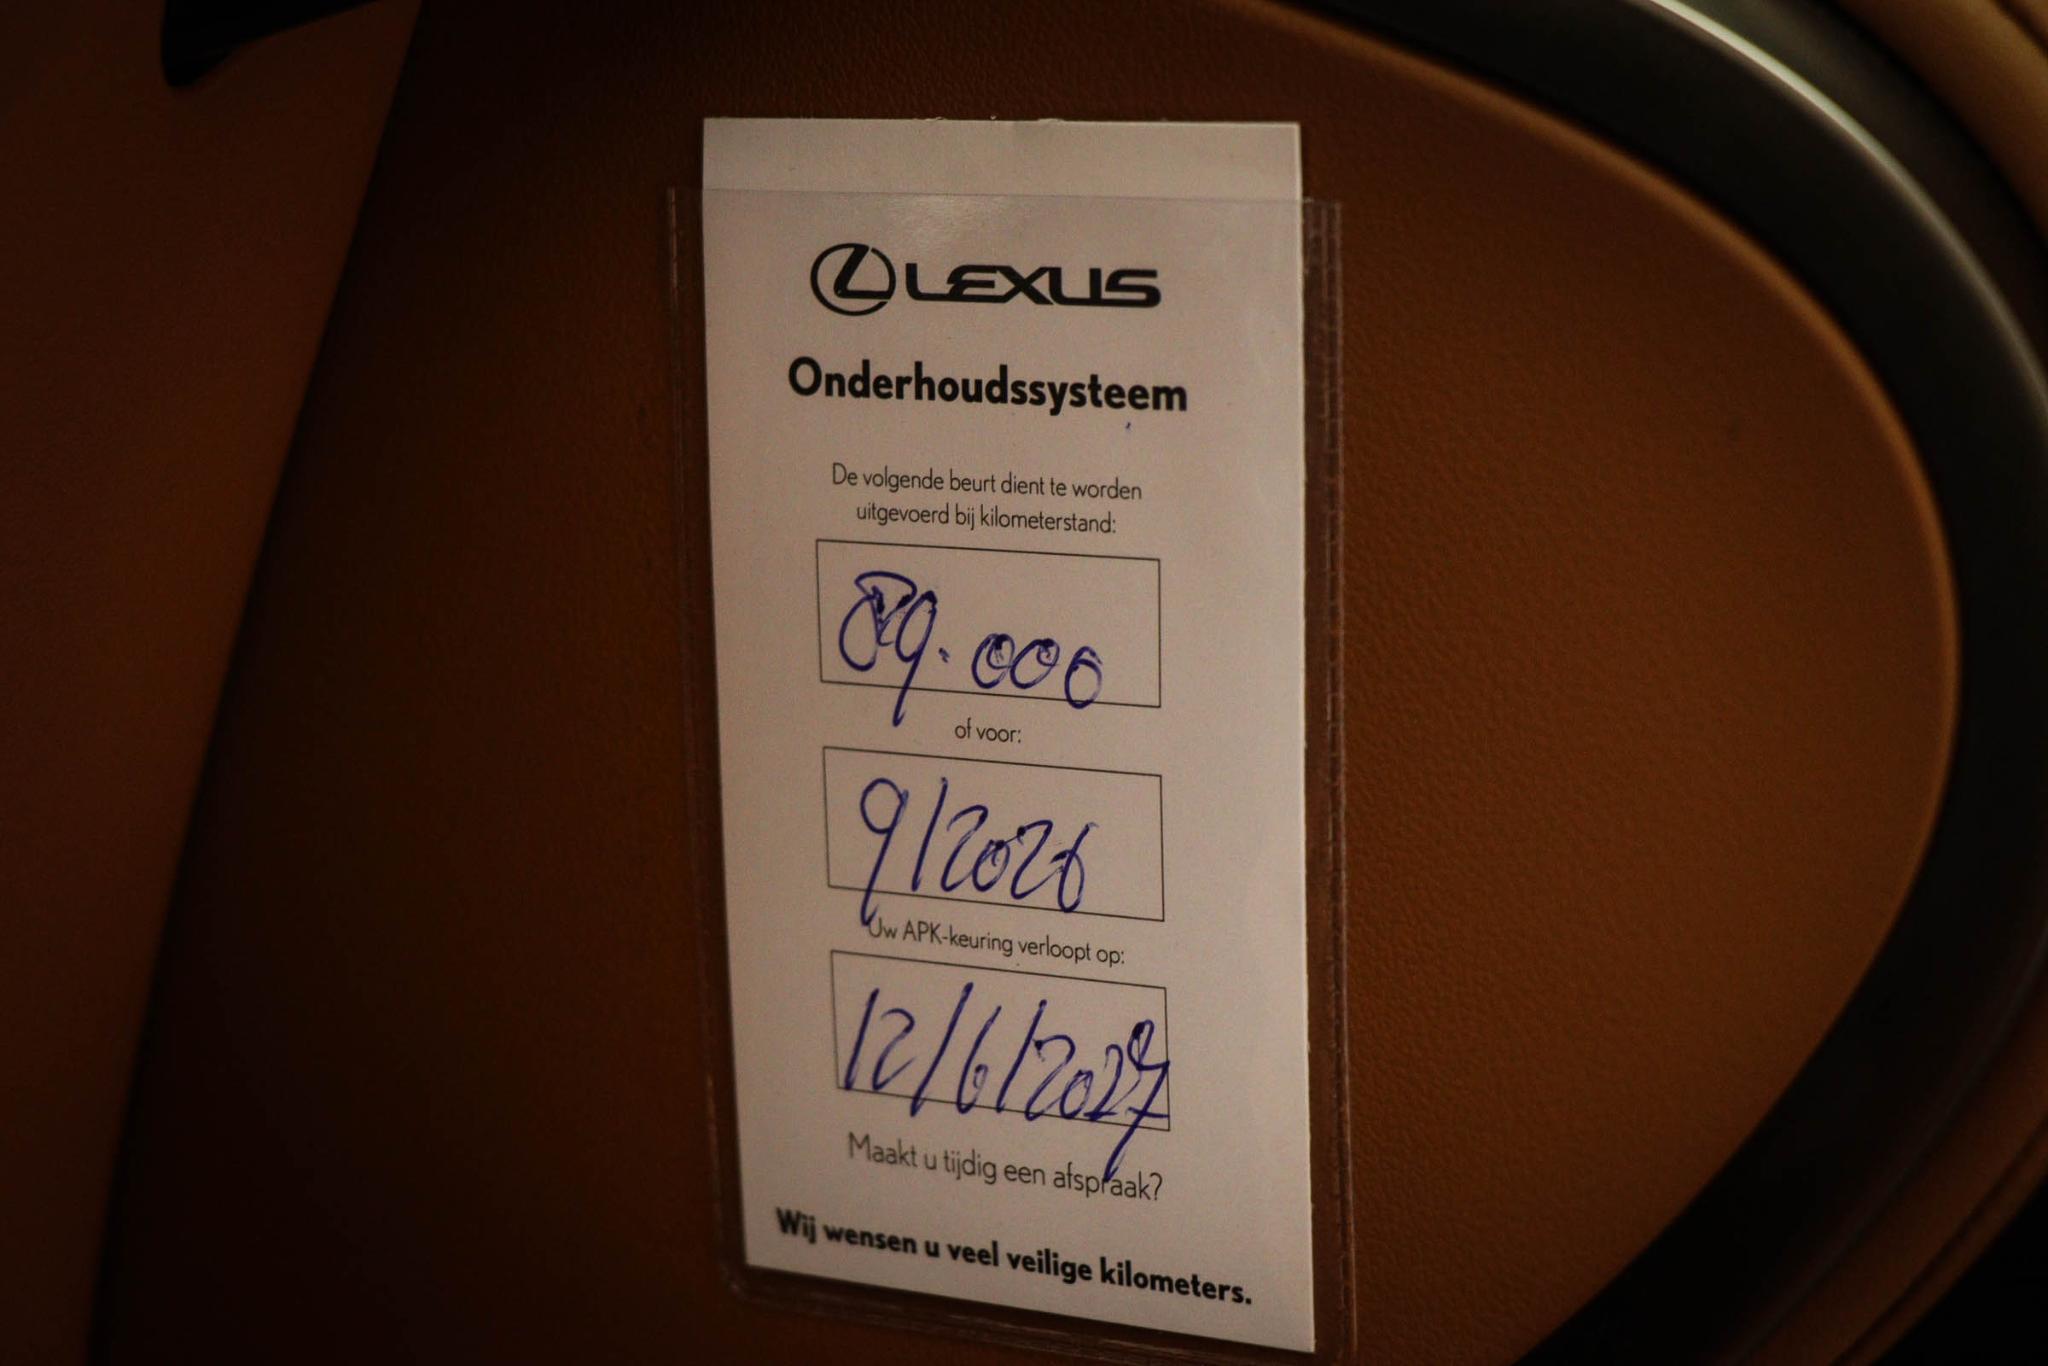 LEXUS
Onderhoudssysteem
De volgende beurt dient te worden
uitgevoerd bij kilometerstand:
89.000
of voor:
9/2026
Uw APK-keuring verloopt op:
12/6/2027
Maakt u tijdig een afspraak?
Wij wensen u veel veilige kilometers.